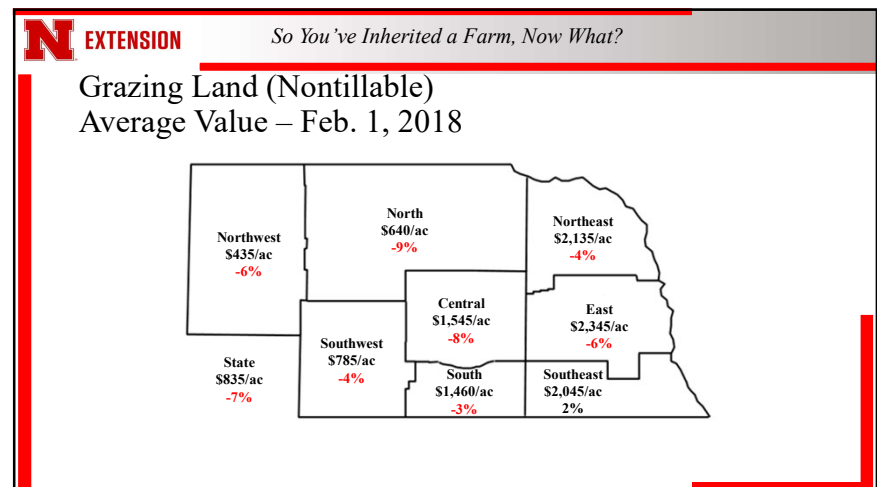 N EXTENSION
So You've Inherited a Farm, Now What?
Grazing Land (Nontillable)
Average Value – Feb. 1, 2018
Northwest
$435/ac
-6%
North
$640/ac
-9%
Northeast
$2,135/ac
-4%
Central
$1,545/ac
-8%
East
$2,345/ac
-6%
State
$835/ac
-7%
Southwest
$785/ac
-4%
South
$1,460/ac
-3%
Southeast
$2,045/ac
2%